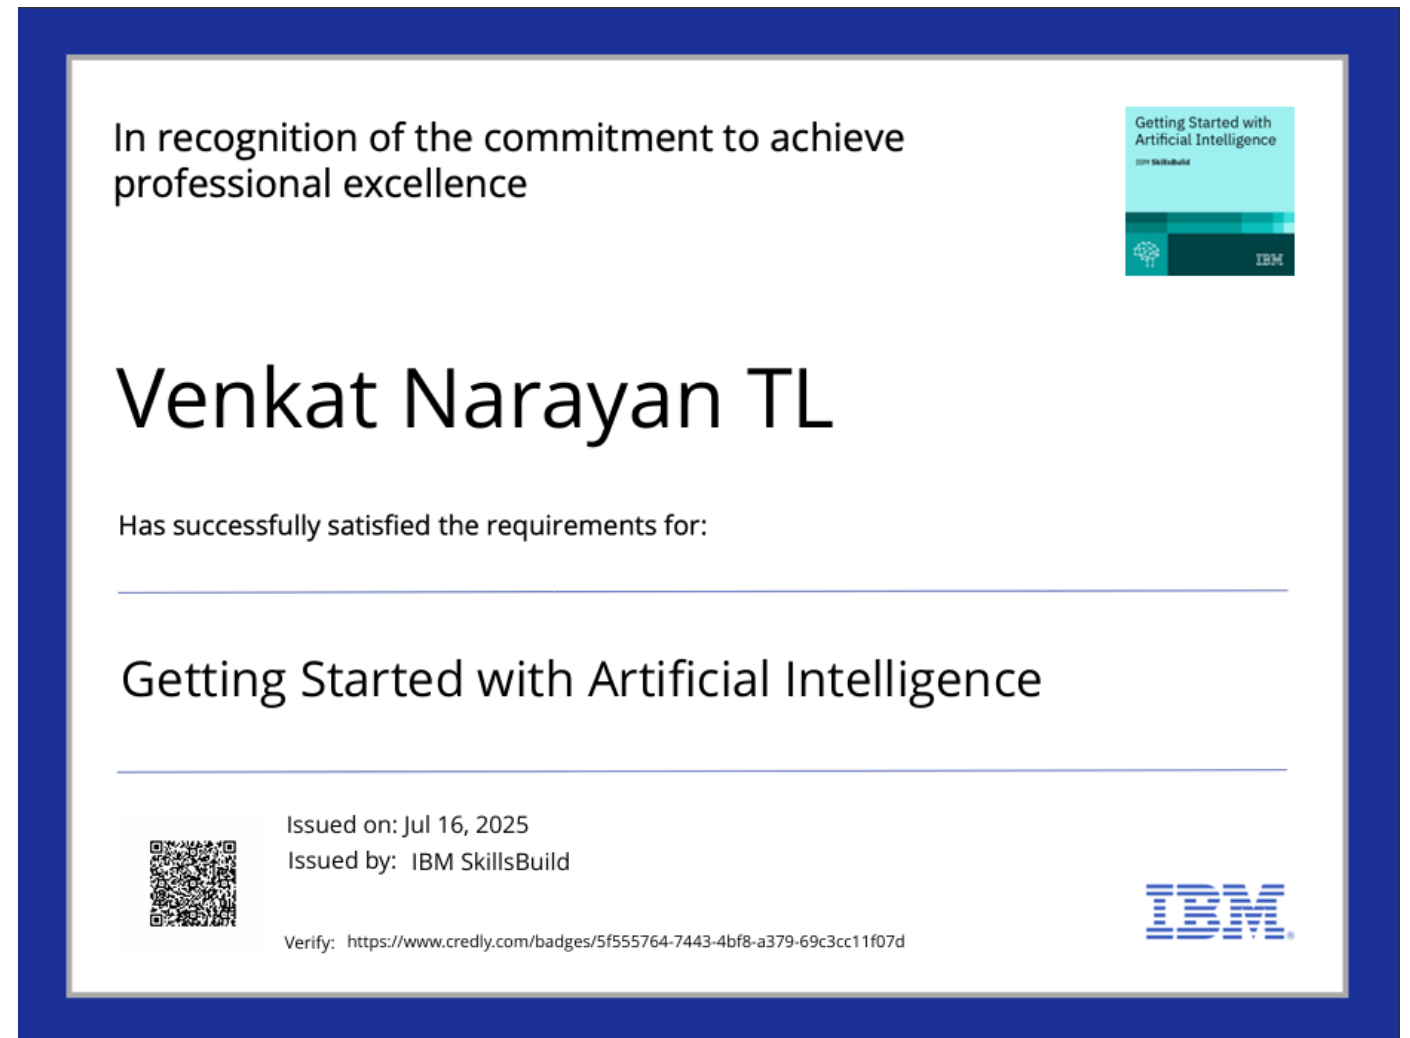 In recognition of the commitment to achieve
professional excellence
Getting Started with
Artificial Intelligence
IBM SkillsBuild
IBM
Venkat Narayan TL
Has successfully satisfied the requirements for:
Getting Started with Artificial Intelligence
Issued on: Jul 16, 2025
Issued by: IBM SkillsBuild
Verify: https://www.credly.com/badges/5f555764-7443-4bf8-a379-69c3cc11f07d
IBM®